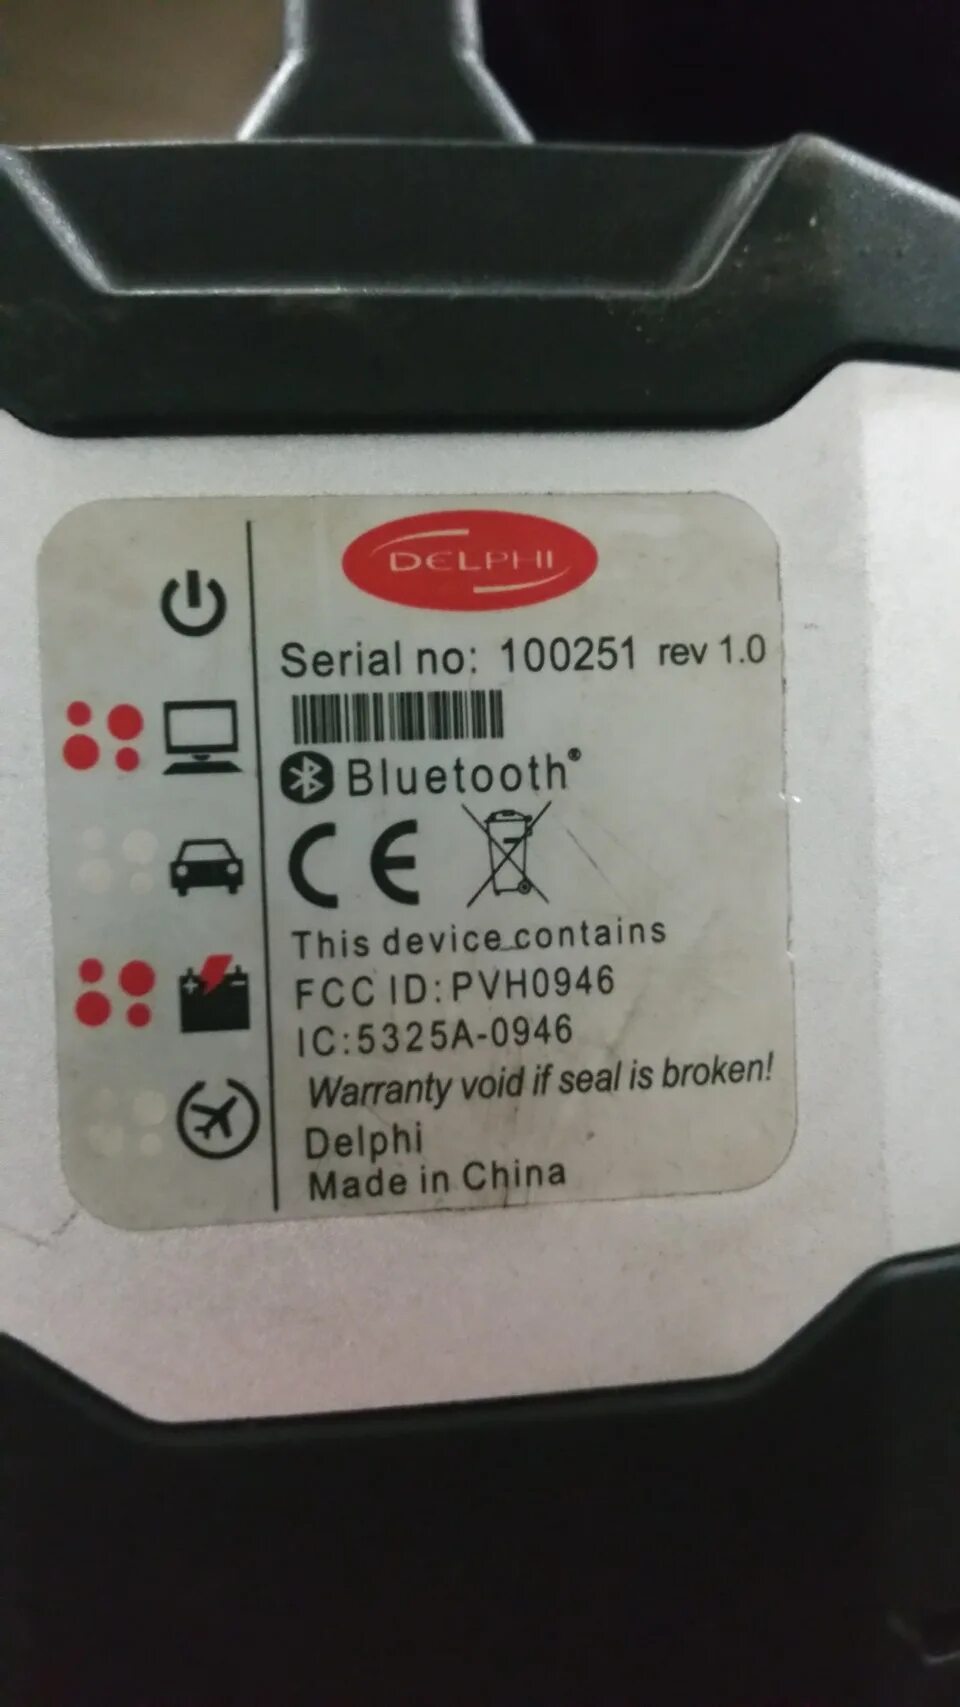 DELPHI
Serial no: 100251 rev 1.0
Bluetooth®
CE
This device contains
FCC ID:PVH0946
IC:5325A-0946
Warranty void if seal is broken!
Delphi
Made in China